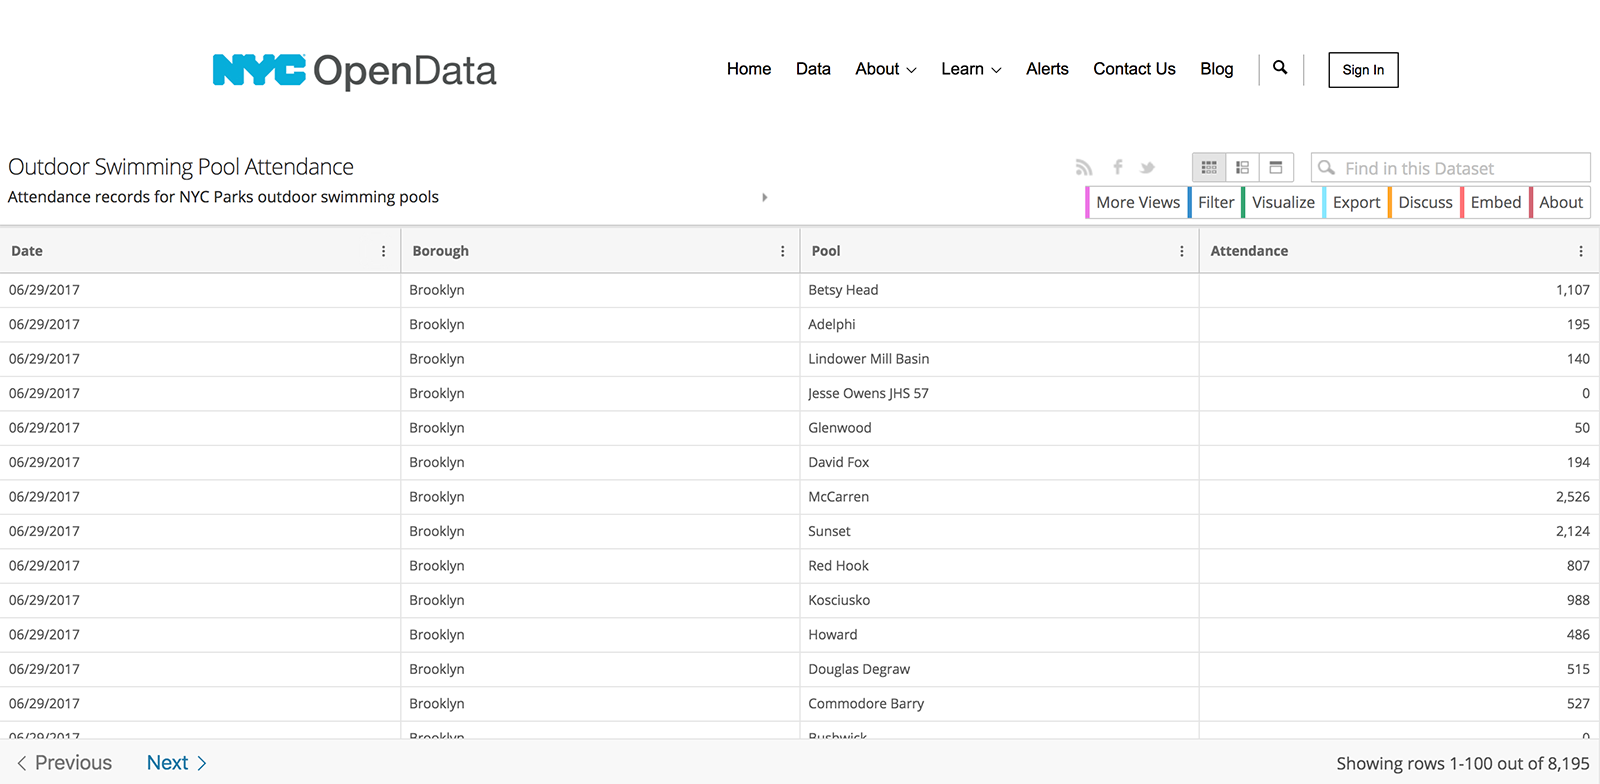 NYC OpenData
Home Data About Learn Alerts Contact Us Blog Sign In
Outdoor Swimming Pool Attendance
Find in this Dataset
Attendance records for NYC Parks outdoor swimming pools
More Views Filter Visualize Export Discuss Embed About
Date Borough Pool Attendance
06/29/2017 Brooklyn Betsy Head 1,107
06/29/2017 Brooklyn Adelphi 195
06/29/2017 Brooklyn Lindower Mill Basin 140
06/29/2017 Brooklyn Jesse Owens JHS 57 0
06/29/2017 Brooklyn Glenwood 50
06/29/2017 Brooklyn David Fox 194
06/29/2017 Brooklyn McCarren 2,526
06/29/2017 Brooklyn Sunset 2,124
06/29/2017 Brooklyn Red Hook 807
06/29/2017 Brooklyn Kosciusko 988
06/29/2017 Brooklyn Howard 486
06/29/2017 Brooklyn Douglas Degraw 515
06/29/2017 Brooklyn Commodore Barry 527
06/29/2017 Brooklyn Bushwick 0
Previous Next Showing rows 1-100 out of 8,195